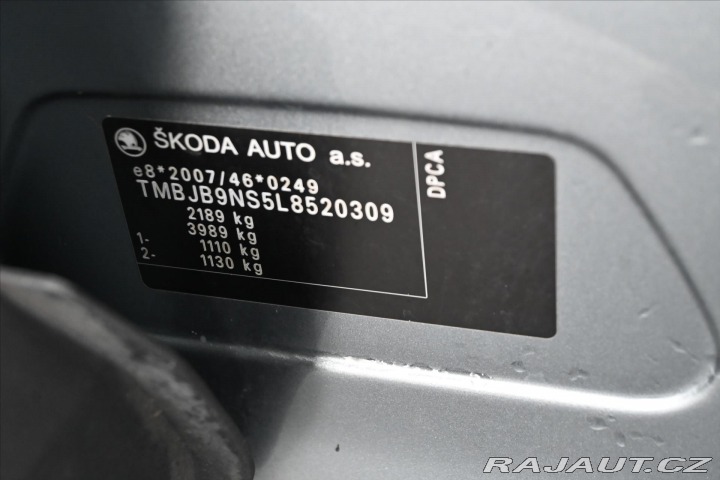 ŠKODA AUTO a.s.
e8*2007/46*0249
TMBJB9NS5L8520309
2189 kg
3989 kg
1- 1110 kg
2- 1130 kg
DPCA
RAJAUT.CZ